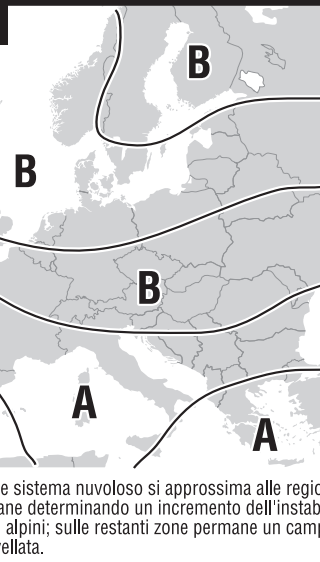 B
B
B
A
A
e sistema nuvoloso si approssima alle regio
ane determinando un incremento dell'instab
alpini; sulle restanti zone permane un camp
vellata.